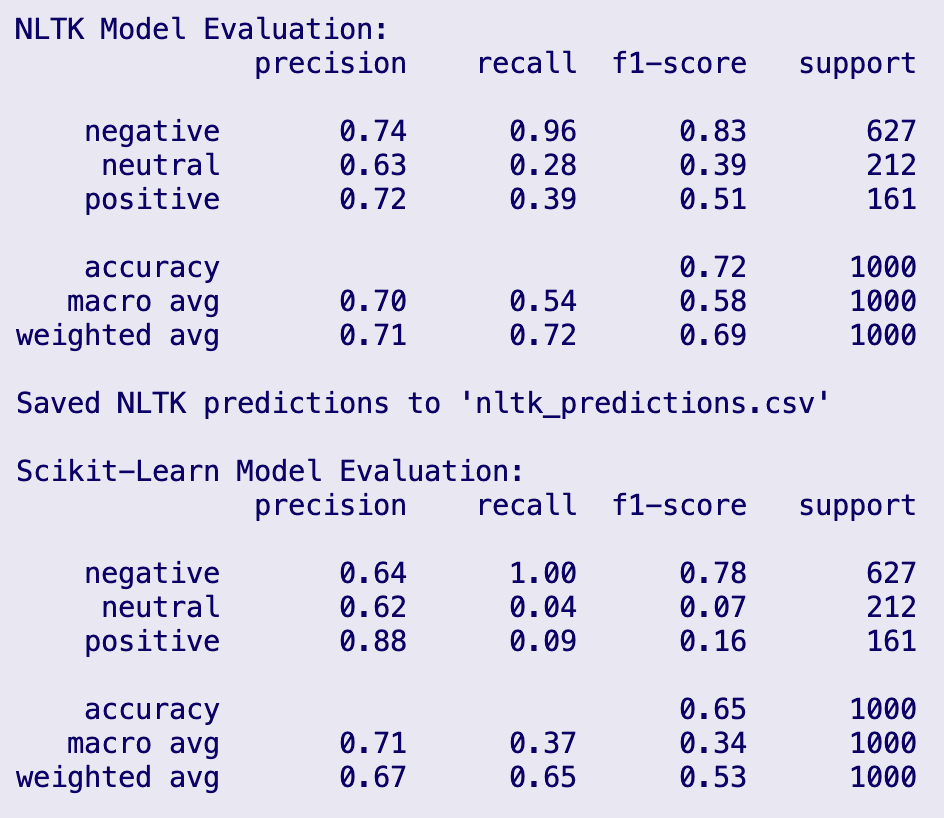 NLTK Model Evaluation:
precision recall f1-score support
negative 0.74 0.96 0.83 627
neutral 0.63 0.28 0.39 212
positive 0.72 0.39 0.51 161
accuracy 0.72 1000
macro avg 0.70 0.54 0.58 1000
weighted avg 0.71 0.72 0.69 1000
Saved NLTK predictions to 'nltk_predictions.csv'
Scikit-Learn Model Evaluation:
precision recall f1-score support
negative 0.64 1.00 0.78 627
neutral 0.62 0.04 0.07 212
positive 0.88 0.09 0.16 161
accuracy 0.65 1000
macro avg 0.71 0.37 0.34 1000
weighted avg 0.67 0.65 0.53 1000